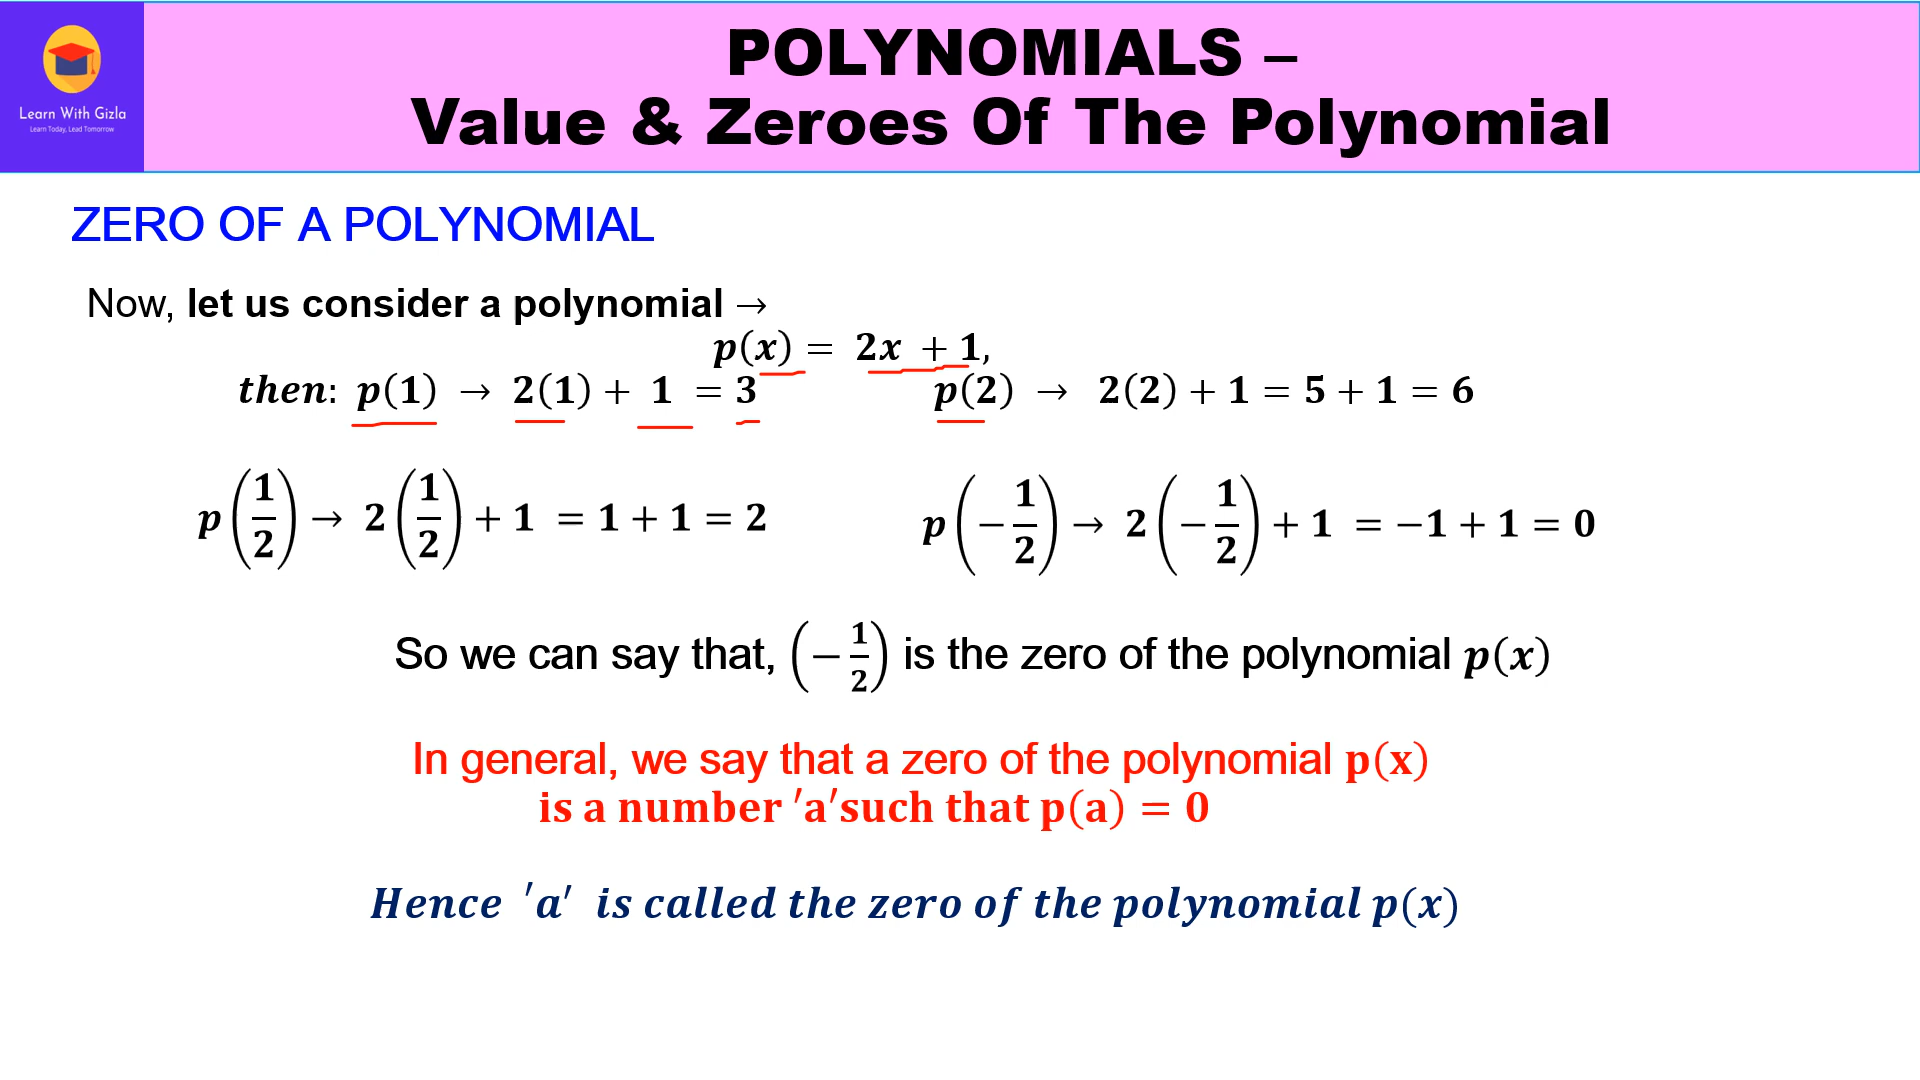 Learn With Gizla
Learn Today, Lead Tomorrow
POLYNOMIALS –
Value & Zeroes Of The Polynomial
ZERO OF A POLYNOMIAL
Now, let us consider a polynomial →
p(x) = 2x + 1,
then: p(1) → 2(1) + 1 = 3
p(2) → 2(2) + 1 = 5 + 1 = 6
p(1/2) → 2(1/2) + 1 = 1 + 1 = 2
p(−1/2) → 2(−1/2) + 1 = −1 + 1 = 0
So we can say that, (−1/2) is the zero of the polynomial p(x)
In general, we say that a zero of the polynomial p(x)
is a number ′a′such that p(a) = 0
Hence ′a′ is called the zero of the polynomial p(x)